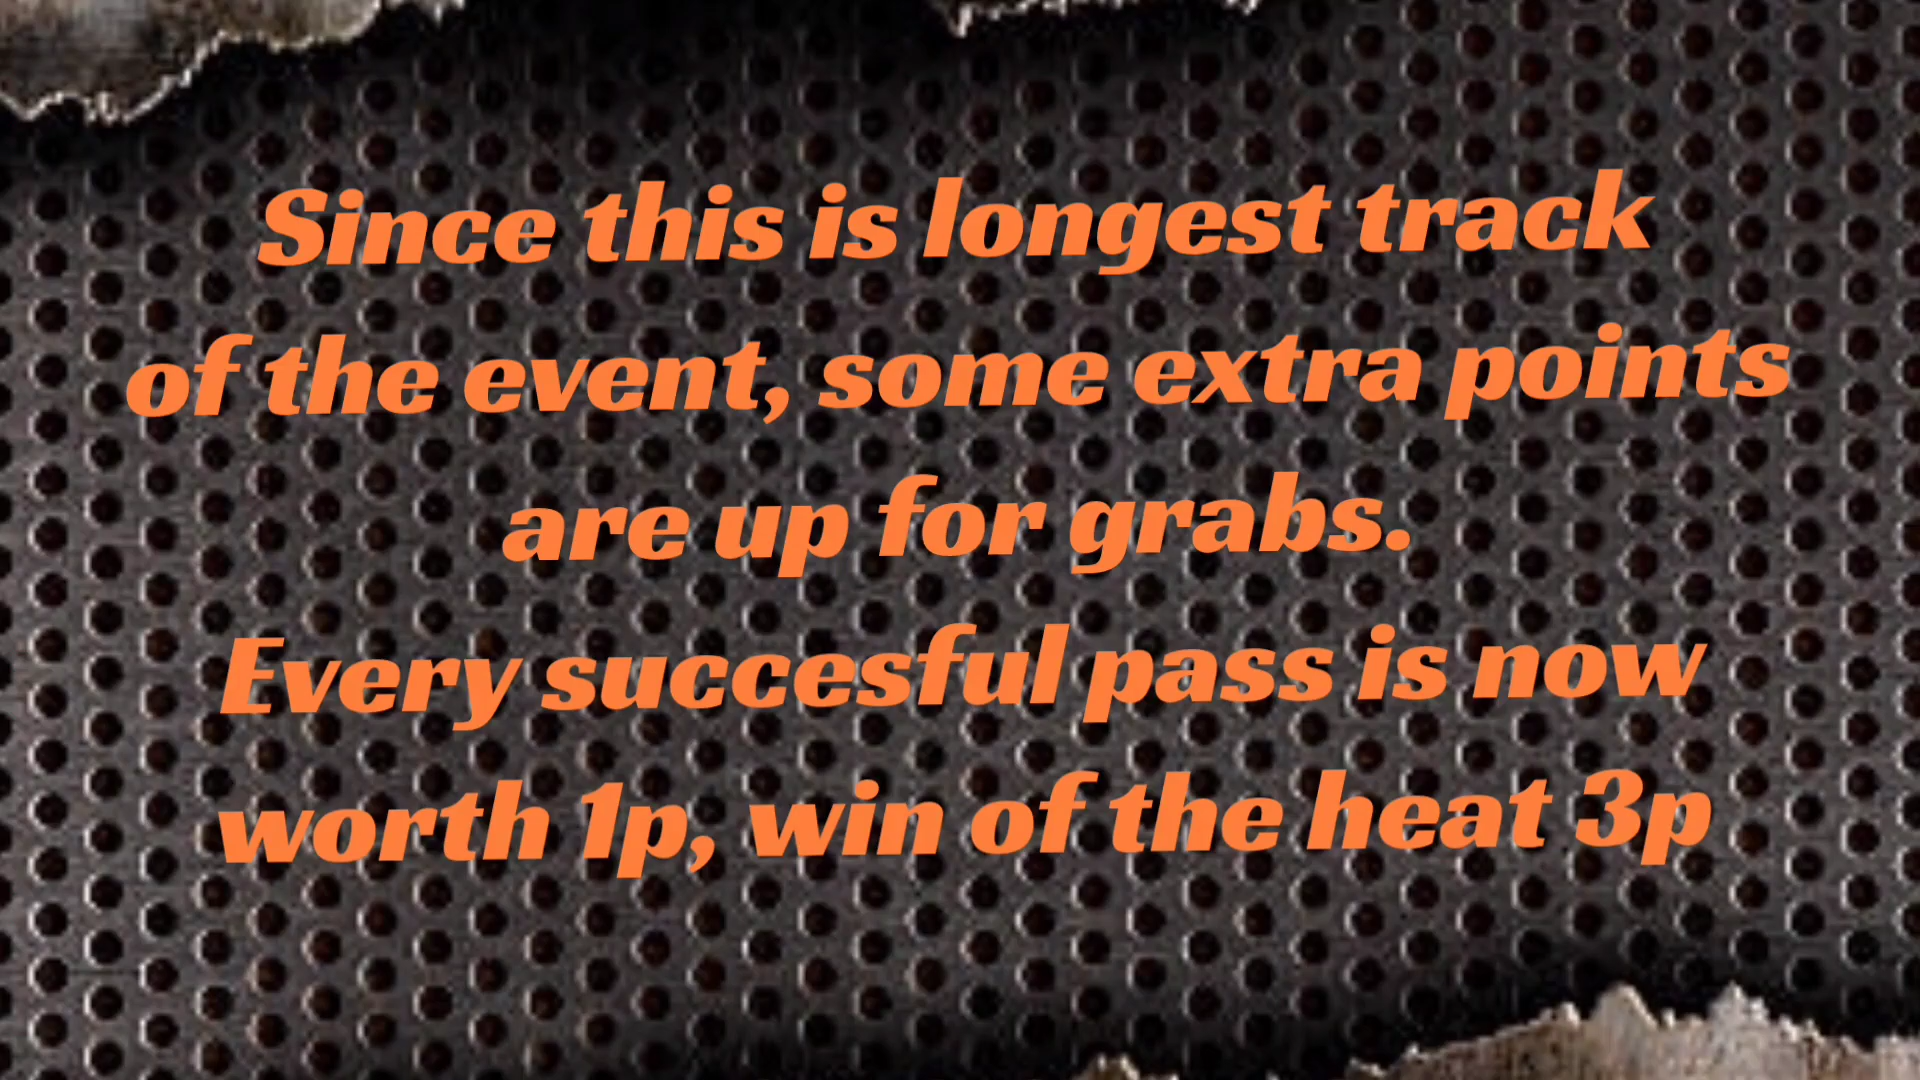 Since this is longest track
of the event, some extra points
are up for grabs.
Every succesful pass is now
worth 1p, win of the heat 3p